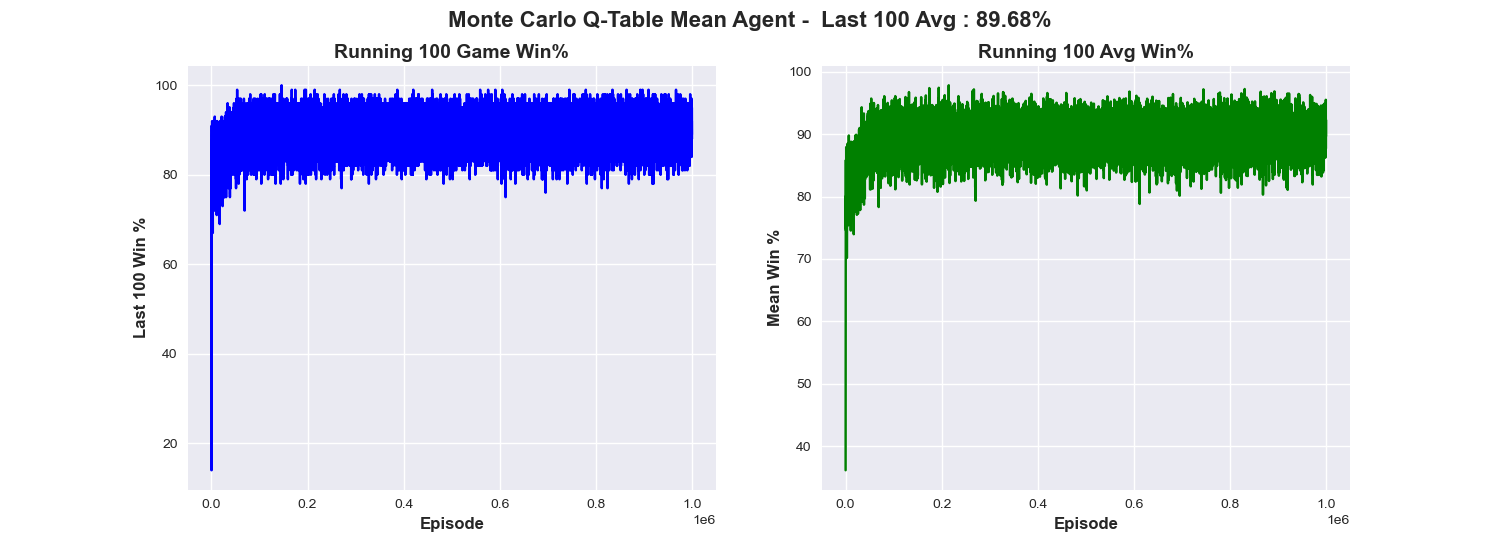 Monte Carlo Q-Table Mean Agent -  Last 100 Avg : 89.68%
Running 100 Game Win%
Last 100 Win %
100
80
60
40
20
0.0 0.2 0.4 0.6 0.8 1.0
1e6
Episode
Running 100 Avg Win%
Mean Win %
100
90
80
70
60
50
40
0.0 0.2 0.4 0.6 0.8 1.0
1e6
Episode